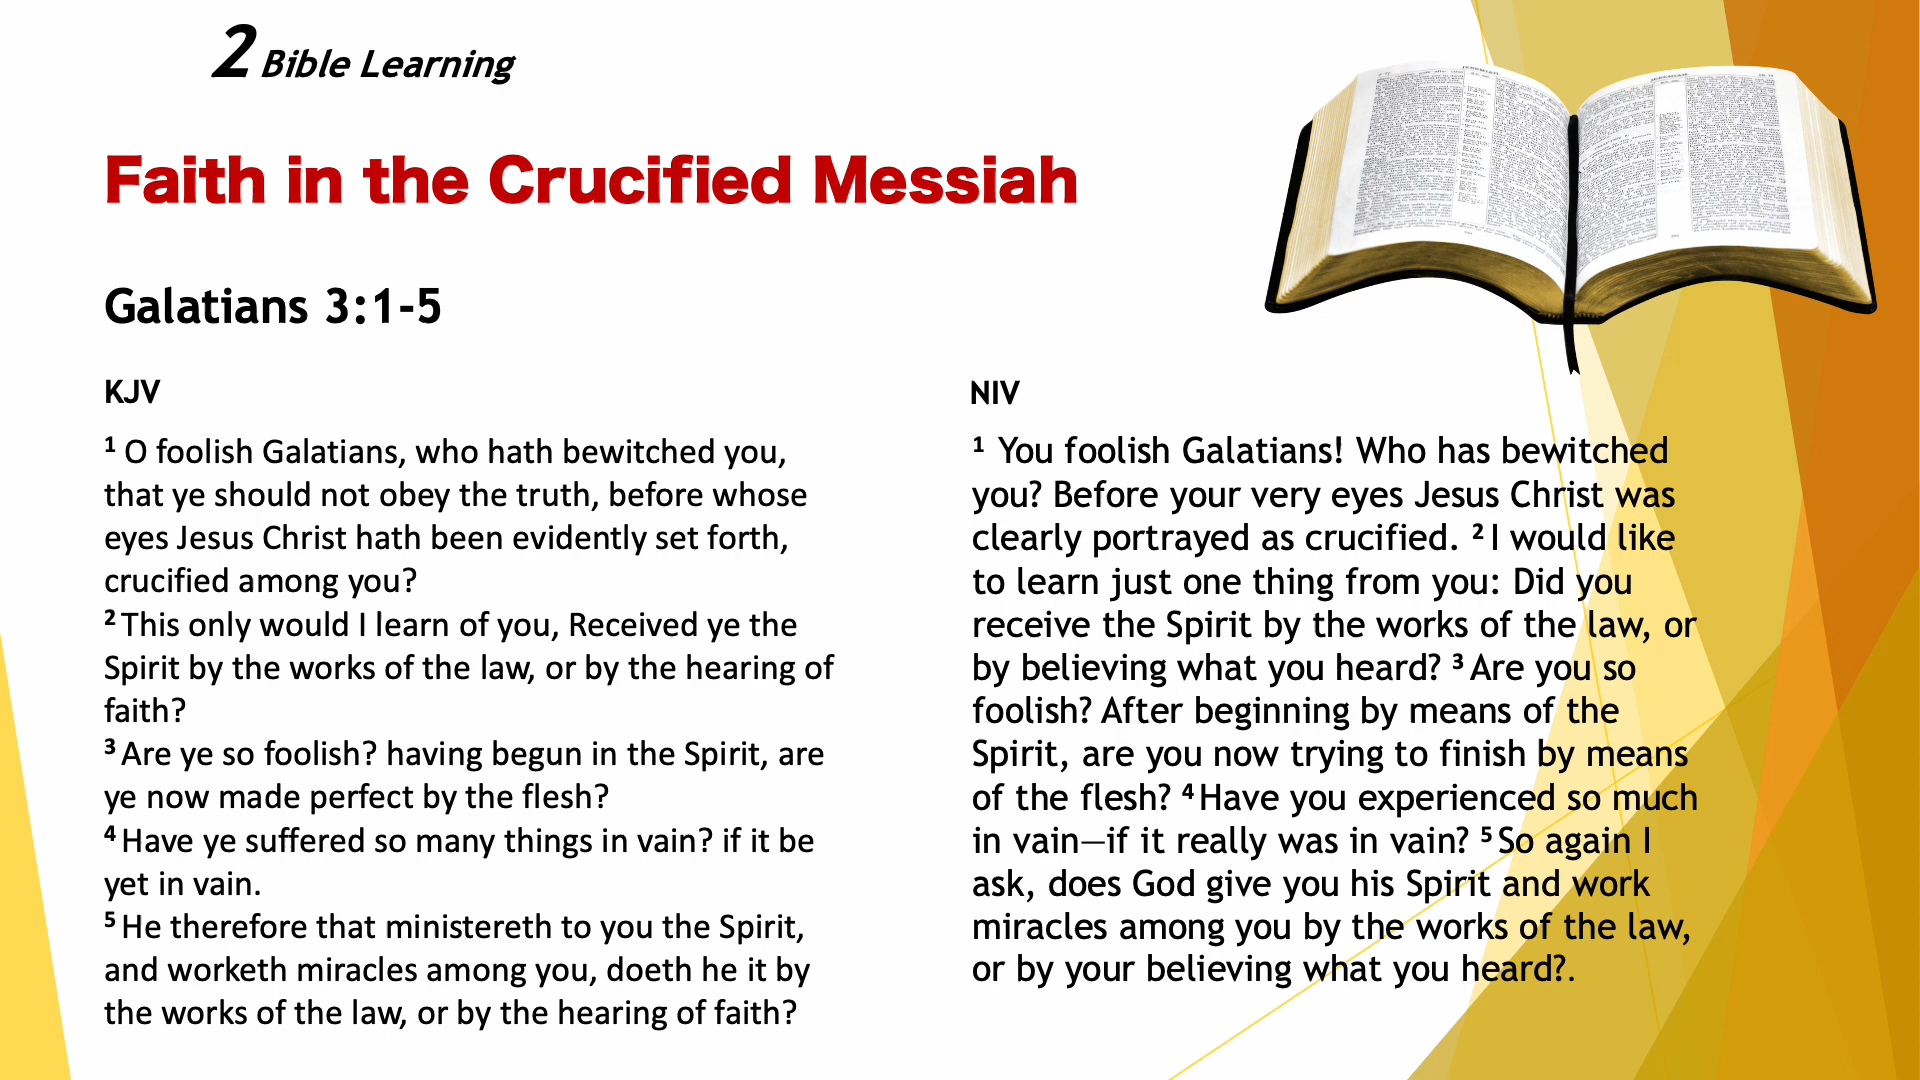 2 Bible Learning
Faith in the Crucified Messiah
Galatians 3:1-5
KJV
1 O foolish Galatians, who hath bewitched you,
that ye should not obey the truth, before whose
eyes Jesus Christ hath been evidently set forth,
crucified among you?
2 This only would I learn of you, Received ye the
Spirit by the works of the law, or by the hearing of
faith?
3 Are ye so foolish? having begun in the Spirit, are
ye now made perfect by the flesh?
4 Have ye suffered so many things in vain? if it be
yet in vain.
5 He therefore that ministereth to you the Spirit,
and worketh miracles among you, doeth he it by
the works of the law, or by the hearing of faith?
NIV
1 You foolish Galatians! Who has bewitched
you? Before your very eyes Jesus Christ was
clearly portrayed as crucified. 2 I would like
to learn just one thing from you: Did you
receive the Spirit by the works of the law, or
by believing what you heard? 3 Are you so
foolish? After beginning by means of the
Spirit, are you now trying to finish by means
of the flesh? 4 Have you experienced so much
in vain—if it really was in vain? 5 So again I
ask, does God give you his Spirit and work
miracles among you by the works of the law,
or by your believing what you heard?.
JEREMIAH
JEREMIAH